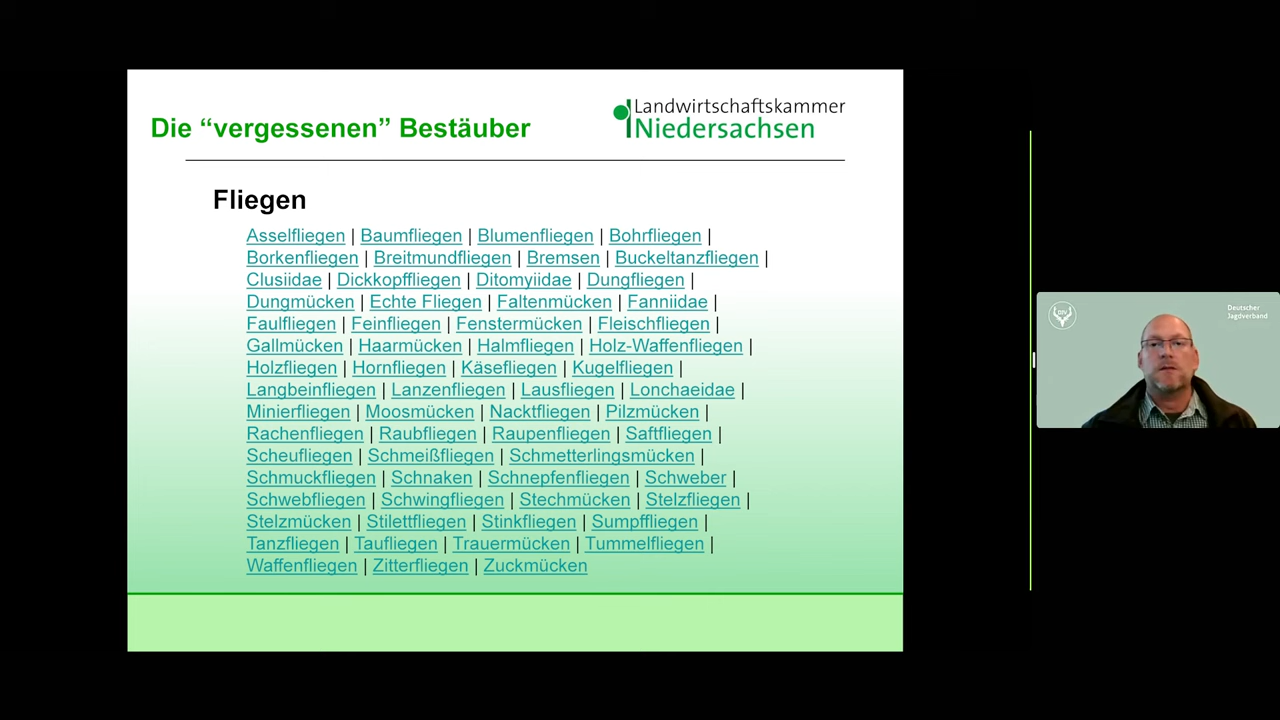 Die “vergessenen” Bestäuber
Landwirtschaftskammer
Niedersachsen
Fliegen
Asselfliegen | Baumfliegen | Blumenfliegen | Bohrfliegen |
Borkenfliegen | Breitmundfliegen | Bremsen | Buckeltanzfliegen |
Clusiidae | Dickkopffliegen | Ditomyiidae | Dungfliegen |
Dungmücken | Echte Fliegen | Faltenmücken | Fanniidae |
Faulfliegen | Feinfliegen | Fenstermücken | Fleischfliegen |
Gallmücken | Haarmücken | Halmfliegen | Holz-Waffenfliegen |
Holzfliegen | Hornfliegen | Käsefliegen | Kugelfliegen |
Langbeinfliegen | Lanzenfliegen | Lausfliegen | Lonchaeidae |
Minierfliegen | Moosmücken | Nacktfliegen | Pilzmücken |
Rachenfliegen | Raubfliegen | Raupenfliegen | Saftfliegen |
Scheufliegen | Schmeißfliegen | Schmetterlingsmücken |
Schmuckfliegen | Schnaken | Schnepfenfliegen | Schweber |
Schwebfliegen | Schwingfliegen | Stechmücken | Stelzfliegen |
Stelzmücken | Stilettfliegen | Stinkfliegen | Sumpffliegen |
Tanzfliegen | Taufliegen | Trauermücken | Tummelfliegen |
Waffenfliegen | Zitterfliegen | Zuckmücken
DJV
Deutscher
Jagdverband